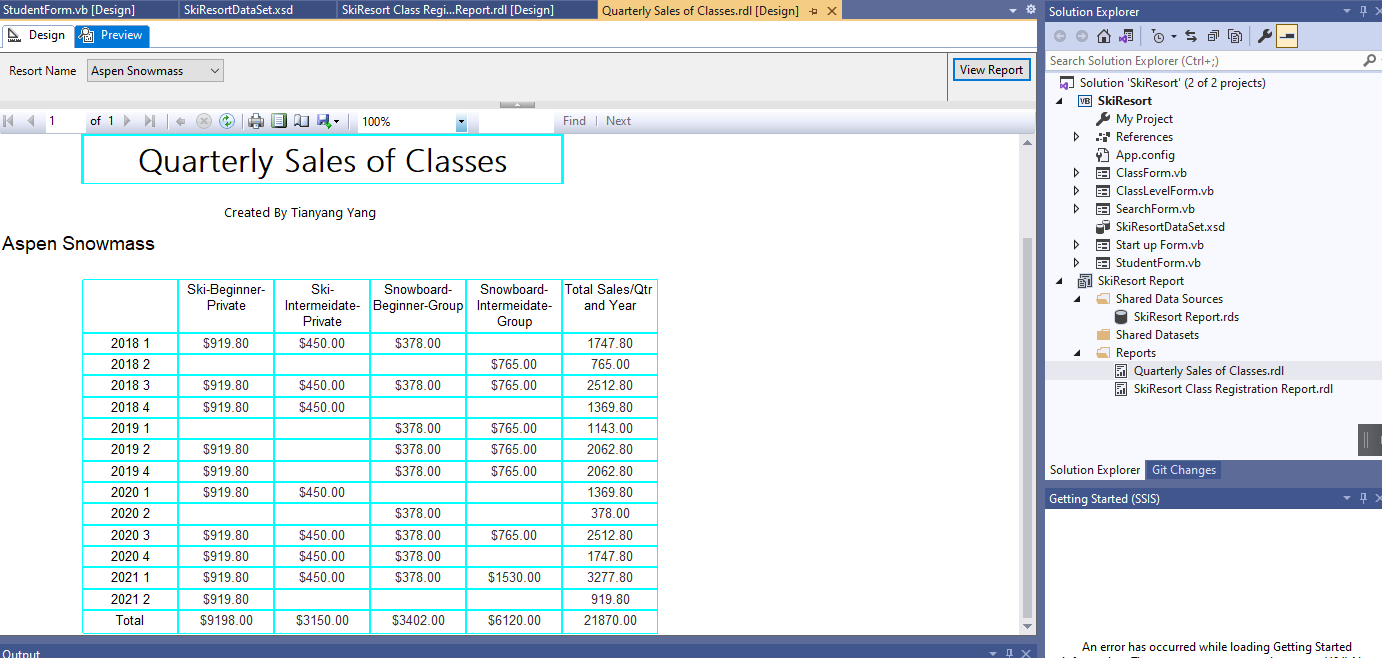 StudentForm.vb [Design] SkiResortDataSet.xsd SkiResort Class Regi...Report.rdl [Design] Quarterly Sales of Classes.rdl [Design]
Design Preview
Resort Name Aspen Snowmass View Report
1 of 1 100% Find | Next
Quarterly Sales of Classes
Created By Tianyang Yang
Aspen Snowmass
Ski-Beginner-Private Ski-Intermeidate-Private Snowboard-Beginner-Group Snowboard-Intermeidate-Group Total Sales/Qtr and Year
2018 1 $919.80 $450.00 $378.00 1747.80
2018 2 $765.00 765.00
2018 3 $919.80 $450.00 $378.00 $765.00 2512.80
2018 4 $919.80 $450.00 1369.80
2019 1 $378.00 $765.00 1143.00
2019 2 $919.80 $378.00 $765.00 2062.80
2019 4 $919.80 $378.00 $765.00 2062.80
2020 1 $919.80 $450.00 1369.80
2020 2 $378.00 378.00
2020 3 $919.80 $450.00 $378.00 $765.00 2512.80
2020 4 $919.80 $450.00 $378.00 1747.80
2021 1 $919.80 $450.00 $378.00 $1530.00 3277.80
2021 2 $919.80 919.80
Total $9198.00 $3150.00 $3402.00 $6120.00 21870.00
Output
Solution Explorer
Search Solution Explorer (Ctrl+;)
Solution 'SkiResort' (2 of 2 projects)
VB SkiResort
My Project
References
App.config
ClassForm.vb
ClassLevelForm.vb
SearchForm.vb
SkiResortDataSet.xsd
Start up Form.vb
StudentForm.vb
SkiResort Report
Shared Data Sources
SkiResort Report.rds
Shared Datasets
Reports
Quarterly Sales of Classes.rdl
SkiResort Class Registration Report.rdl
Solution Explorer Git Changes
Getting Started (SSIS)
An error has occurred while loading Getting Started